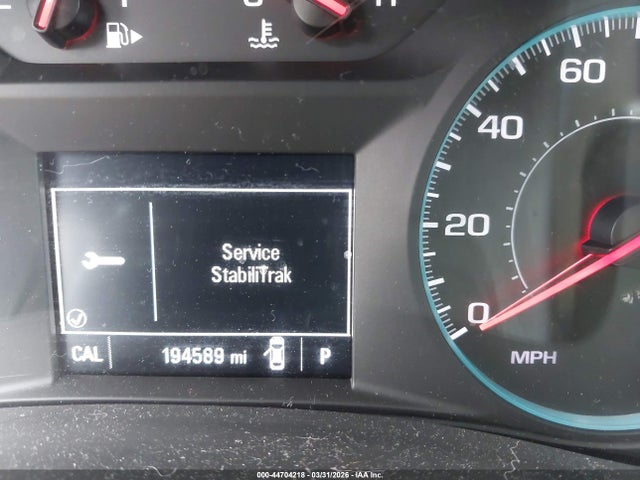 H
60
40
20
0
MPH
Service
StabiliTrak
CAL 194589 mi P
000-44704218 - 03/31/2026 - IAA Inc.